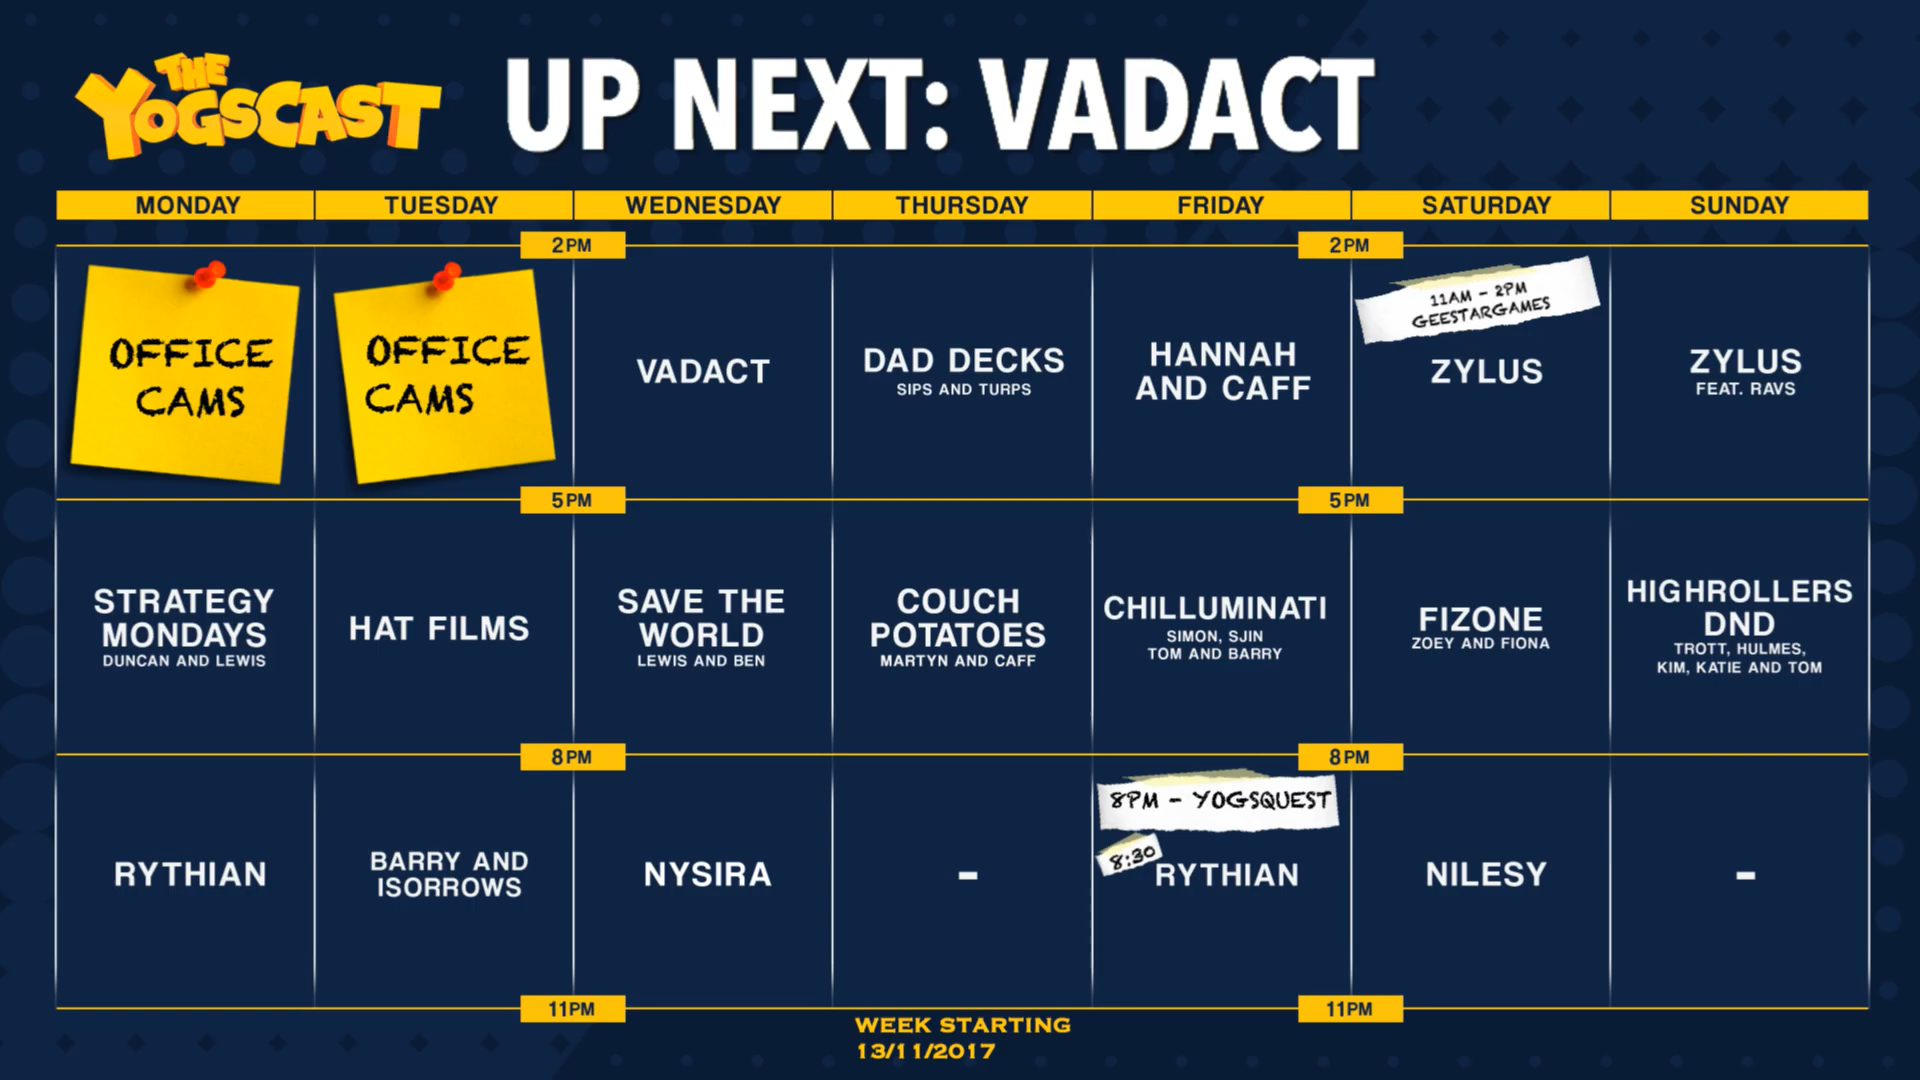 THE
YOGSCAST
UP NEXT: VADACT
MONDAY
TUESDAY
WEDNESDAY
THURSDAY
FRIDAY
SATURDAY
SUNDAY
2PM
2PM
OFFICE
CAMS
OFFICE
CAMS
VADACT
DAD DECKS
SIPS AND TURPS
HANNAH
AND CAFF
11AM - 2PM
GEESTARGAMES
ZYLUS
ZYLUS
FEAT. RAVS
5PM
5PM
STRATEGY
MONDAYS
DUNCAN AND LEWIS
HAT FILMS
SAVE THE
WORLD
LEWIS AND BEN
COUCH
POTATOES
MARTYN AND CAFF
CHILLUMINATI
SIMON, SJIN
TOM AND BARRY
FIZONE
ZOEY AND FIONA
HIGHROLLERS
DND
TROTT, HULMES,
KIM, KATIE AND TOM
8PM
8PM
RYTHIAN
BARRY AND
ISORROWS
NYSIRA
-
8PM - YOGSQUEST
8:30
RYTHIAN
NILESY
-
11PM
11PM
WEEK STARTING
13/11/2017